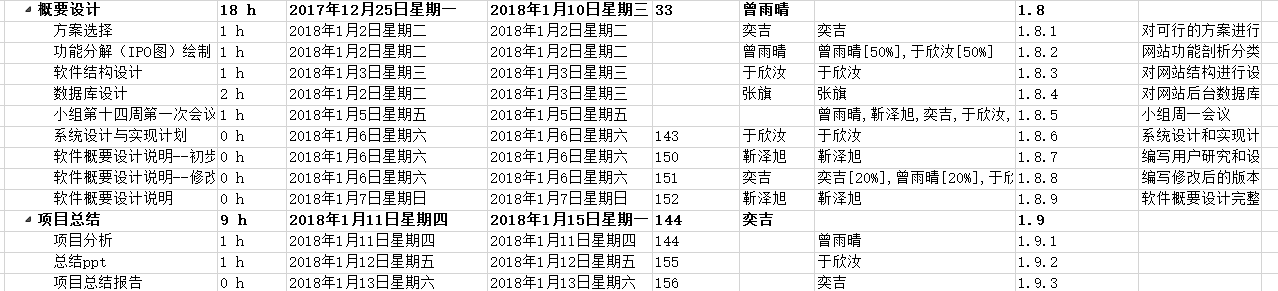 概要设计 18 h 2017年12月25日星期一 2018年1月10日星期三 33 曾雨晴 1.8
方案选择 1 h 2018年1月2日星期二 2018年1月2日星期二 奕吉 奕吉 1.8.1 对可行的方案进行
功能分解（IPO图）绘制 1 h 2018年1月2日星期二 2018年1月2日星期二 曾雨晴 曾雨晴[50%],于欣汝[50%] 1.8.2 网站功能剖析分类
软件结构设计 1 h 2018年1月3日星期三 2018年1月3日星期三 于欣汝 于欣汝 1.8.3 对网站结构进行设
数据库设计 2 h 2018年1月2日星期二 2018年1月3日星期三 张旗 张旗 1.8.4 对网站后台数据库
小组第十四周第一次会议 1 h 2018年1月5日星期五 2018年1月5日星期五 曾雨晴,靳泽旭,奕吉,于欣汝, 1.8.5 小组周一会议
系统设计与实现计划 0 h 2018年1月6日星期六 2018年1月6日星期六 143 于欣汝 于欣汝 1.8.6 系统设计和实现计
软件概要设计说明--初步 0 h 2018年1月6日星期六 2018年1月6日星期六 150 靳泽旭 靳泽旭 1.8.7 编写用户研究和设
软件概要设计说明--修改 0 h 2018年1月6日星期六 2018年1月6日星期六 151 奕吉 奕吉[20%],曾雨晴[20%],于欣 1.8.8 编写修改后的版本
软件概要设计说明 0 h 2018年1月7日星期日 2018年1月7日星期日 152 靳泽旭 靳泽旭 1.8.9 软件概要设计完整
项目总结 9 h 2018年1月11日星期四 2018年1月15日星期一 144 奕吉 1.9
项目分析 1 h 2018年1月11日星期四 2018年1月11日星期四 144 曾雨晴 1.9.1
总结ppt 1 h 2018年1月12日星期五 2018年1月12日星期五 155 于欣汝 1.9.2
项目总结报告 0 h 2018年1月13日星期六 2018年1月13日星期六 156 奕吉 1.9.3